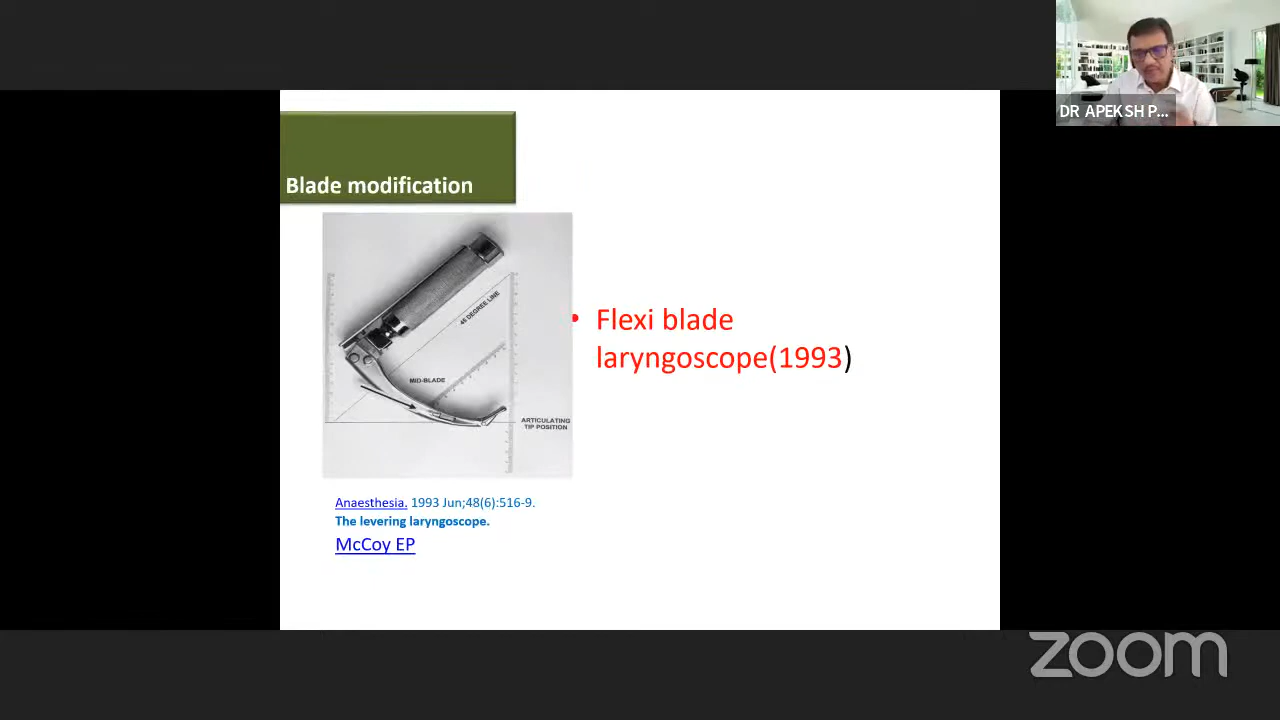 DR APEKSH P...
Blade modification
45 DEGREE LINE
MID-BLADE
ARTICULATING
TIP POSITION
• Flexi blade
laryngoscope(1993)
Anaesthesia. 1993 Jun;48(6):516-9.
The levering laryngoscope.
McCoy EP
zoom